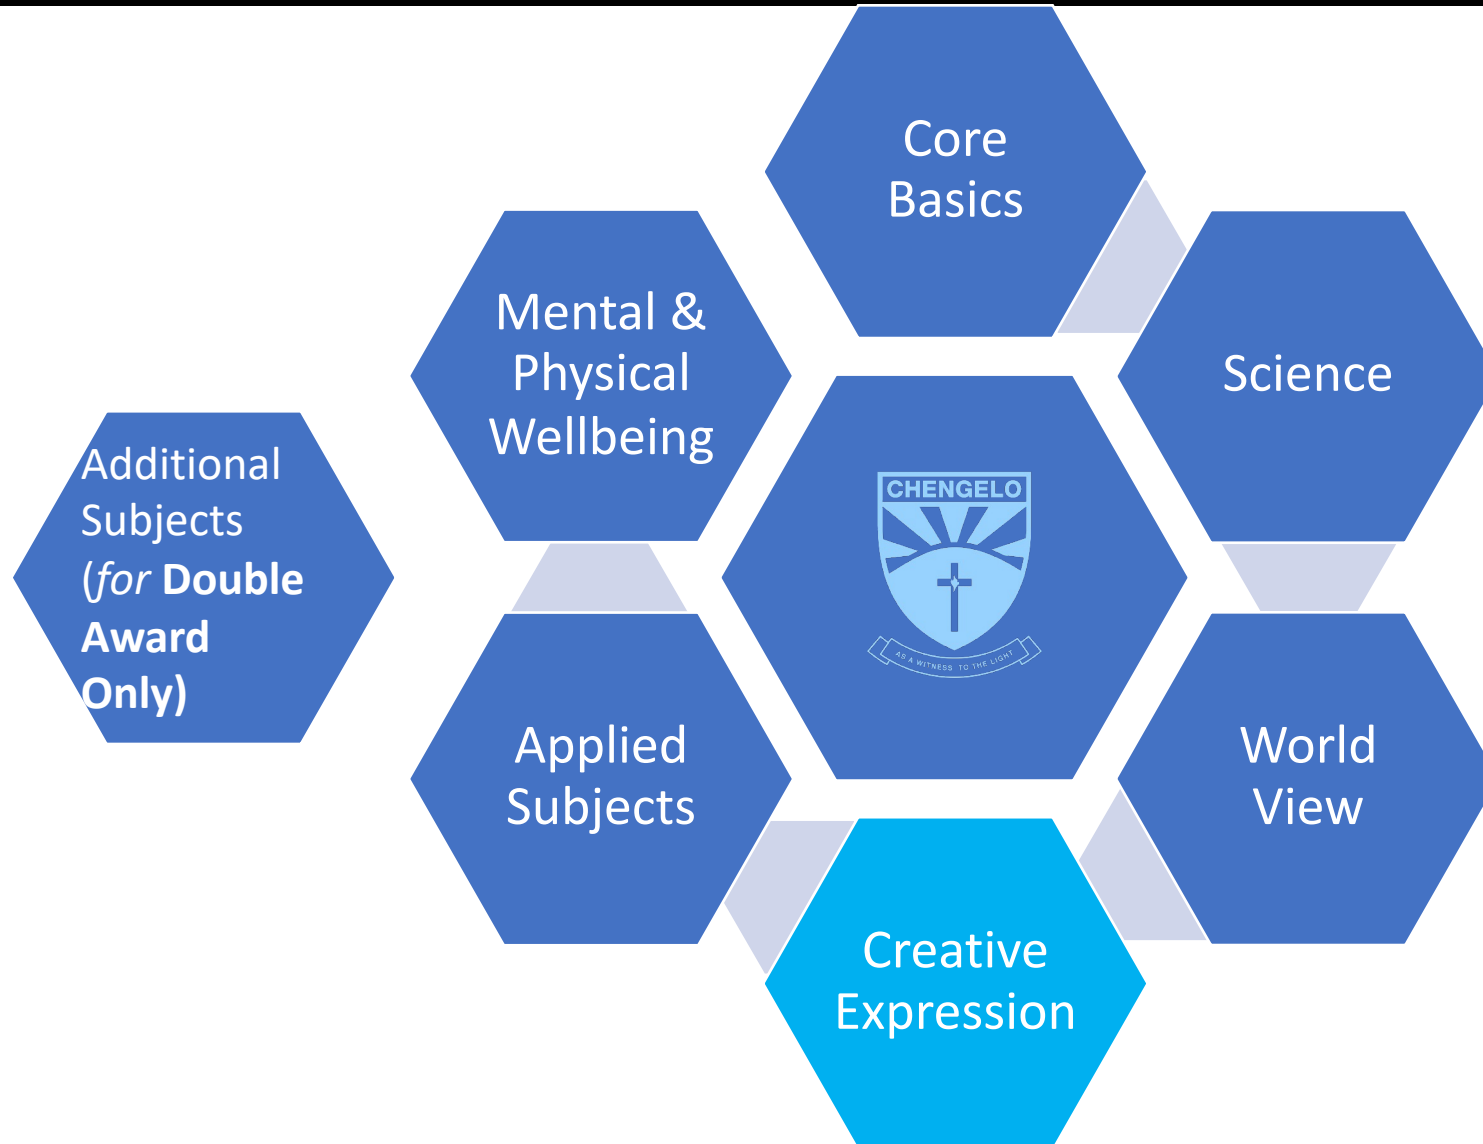 Core
Basics
Science
World
View
Creative
Expression
Applied
Subjects
Mental &
Physical
Wellbeing
Additional
Subjects
(for Double
Award
Only)
CHENGELO
AS A WITNESS TO THE LIGHT